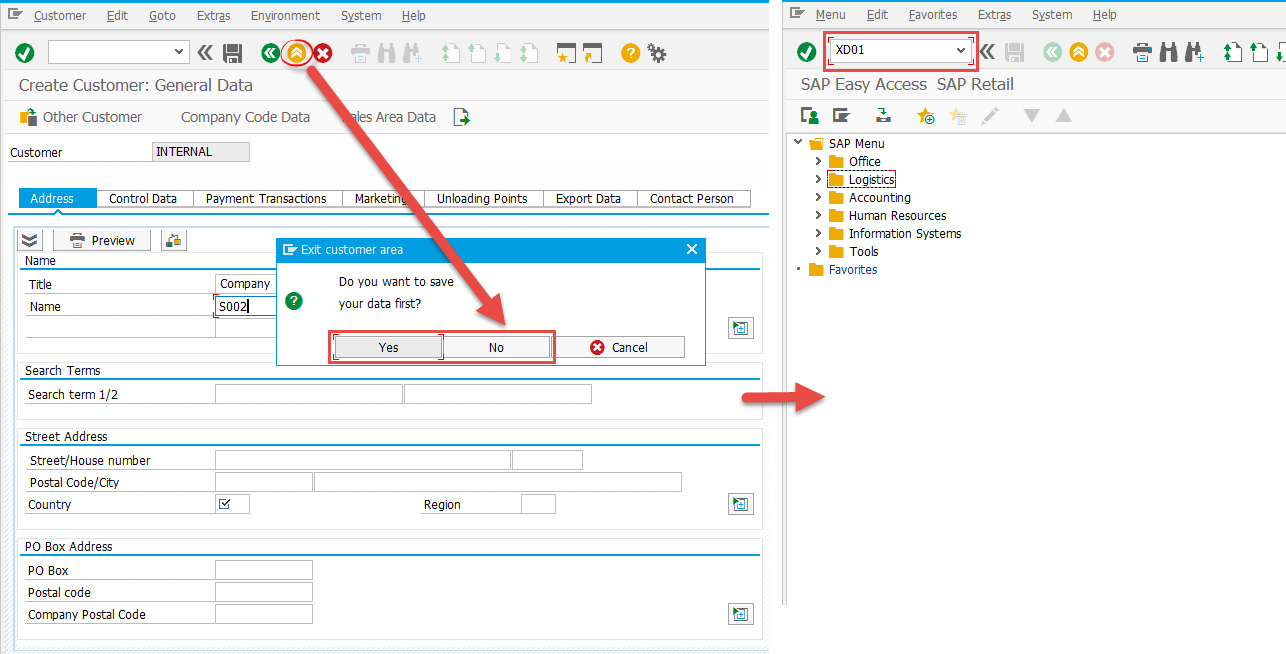 Customer Edit Goto Extras Environment System Help
Create Customer: General Data
Other Customer Company Code Data ales Area Data
Customer INTERNAL
Address Control Data Payment Transactions Marketing Unloading Points Export Data Contact Person
Preview
Name
Title Company
Name S002
Exit customer area
Do you want to save
your data first?
Yes No Cancel
Search Terms
Search term 1/2
Street Address
Street/House number
Postal Code/City
Country Region
PO Box Address
PO Box
Postal code
Company Postal Code
Menu Edit Favorites Extras System Help
XD01
SAP Easy Access SAP Retail
SAP Menu
Office
Logistics
Accounting
Human Resources
Information Systems
Tools
Favorites